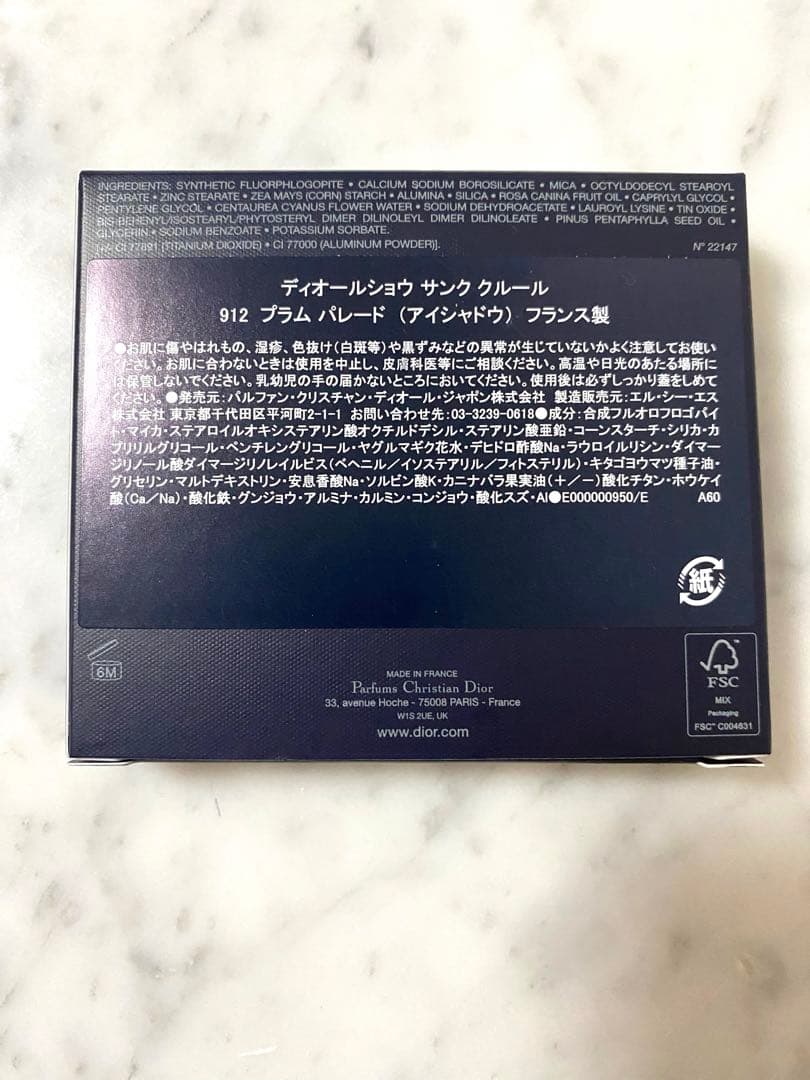 INGREDIENTS: SYNTHETIC FLUORPHLOGOPITE • CALCIUM SODIUM BOROSILICATE • MICA • OCTYLDODECYL STEAROYL
STEARATE • ZINC STEARATE • ZEA MAYS (CORN) STARCH • ALUMINA • SILICA • ROSA CANINA FRUIT OIL • CAPRYLYL GLYCOL •
PENTYLENE GLYCOL • CENTAUREA CYANUS FLOWER WATER • SODIUM DEHYDROACETATE • LAUROYL LYSINE • TIN OXIDE •
BIS-BEHENYL/ISOSTEARYL/PHYTOSTERYL DIMER DILINOLEYL DIMER DILINOLEATE • PINUS PENTAPHYLLA SEED OIL •
GLYCERIN • SODIUM BENZOATE • POTASSIUM SORBATE.
[+/- CI 77891 (TITANIUM DIOXIDE) • CI 77000 (ALUMINUM POWDER)]. N° 22147
ディオールショウ サンク クルール
912 プラム パレード (アイシャドウ) フランス製
●お肌に傷やはれもの、湿疹、色抜け(白斑等)や黒ずみなどの異常が生じていないかよく注意してお使い
ください。お肌に合わないときは使用を中止し、皮膚科医等にご相談ください。高温や日光のあたる場所に
は保管しないでください。乳幼児の手の届かないところにおいてください。使用後は必ずしっかり蓋をしめて
ください。●発売元:パルファン・クリスチャン・ディオール・ジャポン株式会社 製造販売元:エル・シー・エス
株式会社 東京都千代田区平河町2-1-1 お問い合わせ先:03-3239-0618●成分:合成フルオロフロゴパイ
ト・マイカ・ステアロイルオキシステアリン酸オクチルドデシル・ステアリン酸亜鉛・コーンスターチ・シリカ・カ
プリリルグリコール・ペンチレングリコール・ヤグルマギク花水・デヒドロ酢酸Na・ラウロイルリシン・ダイマー
ジリノール酸ダイマージリノレイルビス(ベヘニル/イソステアリル/フィトステリル)・キタゴヨウマツ種子油・
グリセリン・マルトデキストリン・安息香酸Na・ソルビン酸K・カニナバラ果実油(+/-)酸化チタン・ホウケイ
酸(Ca/Na)・酸化鉄・グンジョウ・アルミナ・カルミン・コンジョウ・酸化スズ・Al●E000000950/E A60
紙
6M
MADE IN FRANCE
Parfums Christian Dior
33, avenue Hoche - 75008 PARIS - France
W1S 2UE, UK
www.dior.com
FSC
MIX
Packaging
FSC™ C004631